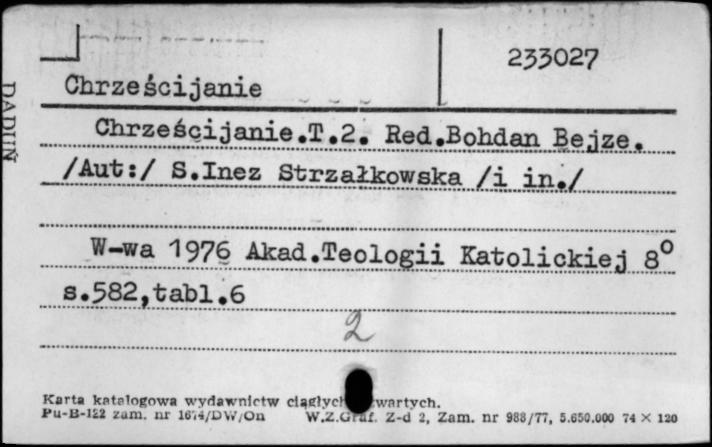 233027
Chrześcijanie
Chrześcijanie.T.2. Red.Bohdan Bejze.
/Aut:/ S.Inez Strzałkowska /i in./
W-wa 1976 Akad.Teologii Katolickiej 8°
s.582,tabl.6
2
Karta katalogowa wydawnictw ciągłych
Pu-B-122 zam. nr 1674/DW/On W.Z.Graf. Z-d 2, Zam. nr 988/77, 5.650.000 74 × 120